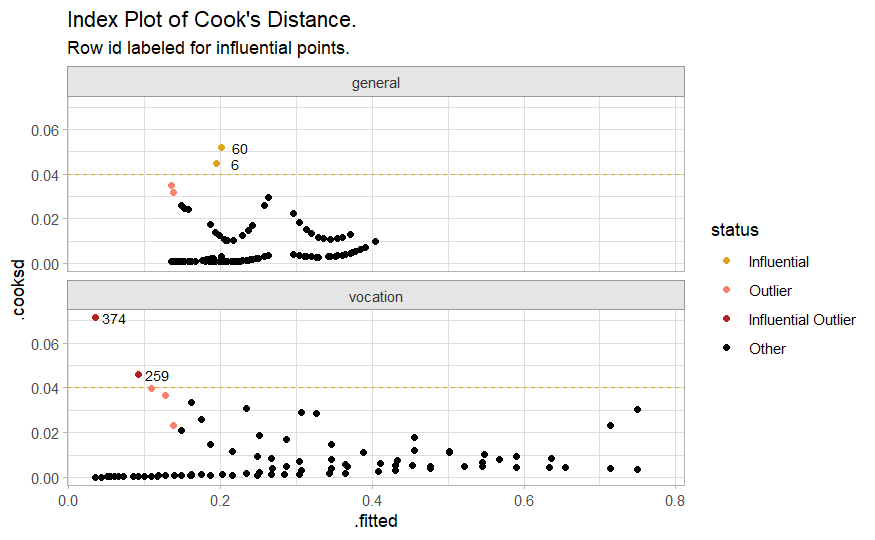 Index Plot of Cook's Distance.
Row id labeled for influential points.
general
0.06
0.04
0.02
0.00
60
6
vocation
0.06
0.04
0.02
0.00
374
259
0.0 0.2 0.4 0.6 0.8
.fitted
.cooksd
status
Influential
Outlier
Influential Outlier
Other